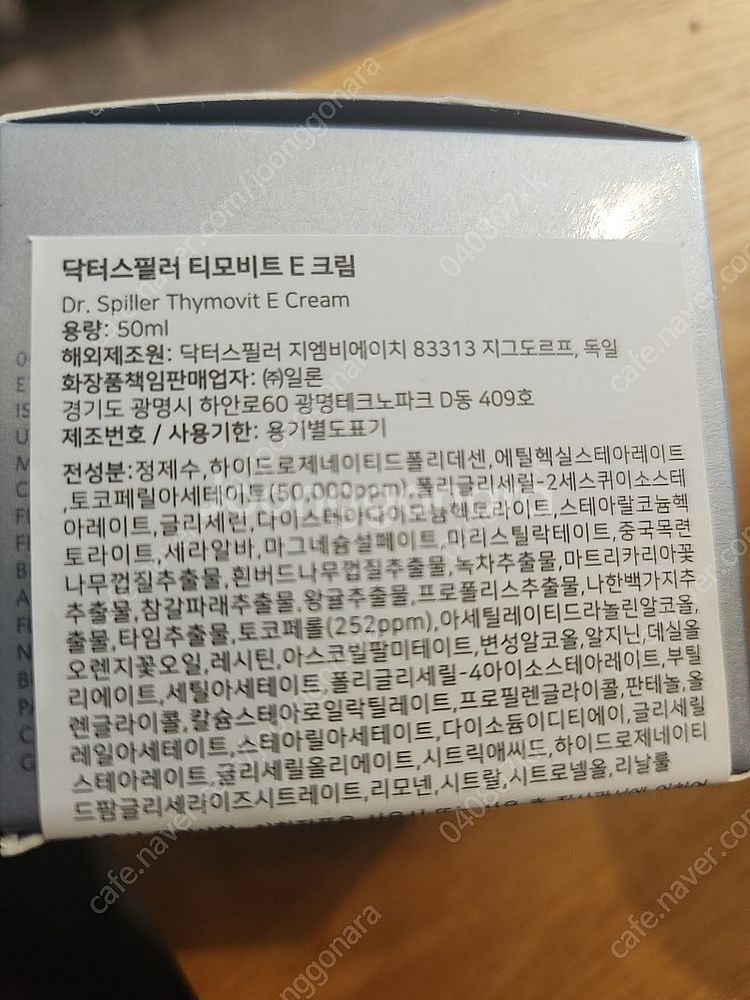 닥터스필러 티모비트 E 크림
Dr. Spiller Thymovit E Cream
용량: 50ml
해외제조원: 닥터스필러 지엠비에이치 83313 지그도르프, 독일
화장품책임판매업자: ㈜일론
경기도 광명시 하안로60 광명테크노파크 D동 409호
제조번호 / 사용기한: 용기별도표기
전성분:정제수,하이드로제네이티드폴리데센,에틸헥실스테아레이트
,토코페릴아세테이트(50,000ppm),폴리글리세릴-2세스퀴이소스테
아레이트,글리세린,다이스테아다이모늄헥토라이트,스테아랄코늄헥
토라이트,세라알바,마그네슘설페이트,미리스틸락테이트,중국목련
나무껍질추출물,흰버드나무껍질추출물,녹차추출물,마트리카리아꽃
추출물,참갈파래추출물,왕귤추출물,프로폴리스추출물,나한백가지추
출물,타임추출물,토코페롤(252ppm),아세틸레이티드라놀린알코올,
오렌지꽃오일,레시틴,아스코빌팔미테이트,변성알코올,알지닌,데실올
리에이트,세틸아세테이트,폴리글리세릴-4아이소스테아레이트,부틸
렌글라이콜,칼슘스테아로일락틸레이트,프로필렌글라이콜,판테놀,올
레일아세테이트,스테아릴아세테이트,다이소듐이디티에이,글리세릴
스테아레이트,글리세릴올리에이트,시트릭애씨드,하이드로제네이티
드팜글리세라이즈시트레이트,리모넨,시트랄,시트로넬올,리날룰
cafe.naver.com/joonggonara
040807xk
cafe.naver.com